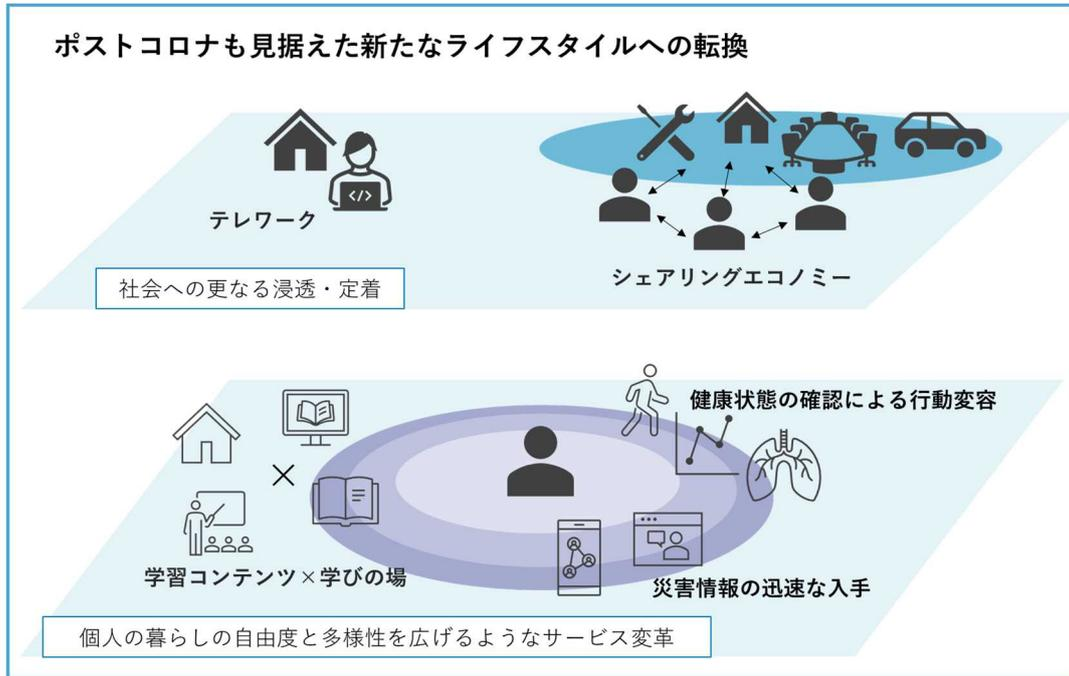 ポストコロナも見据えた新たなライフスタイルへの転換
テレワーク
シェアリングエコノミー
社会への更なる浸透・定着
健康状態の確認による行動変容
学習コンテンツ×学びの場
災害情報の迅速な入手
個人の暮らしの自由度と多様性を広げるようなサービス変革